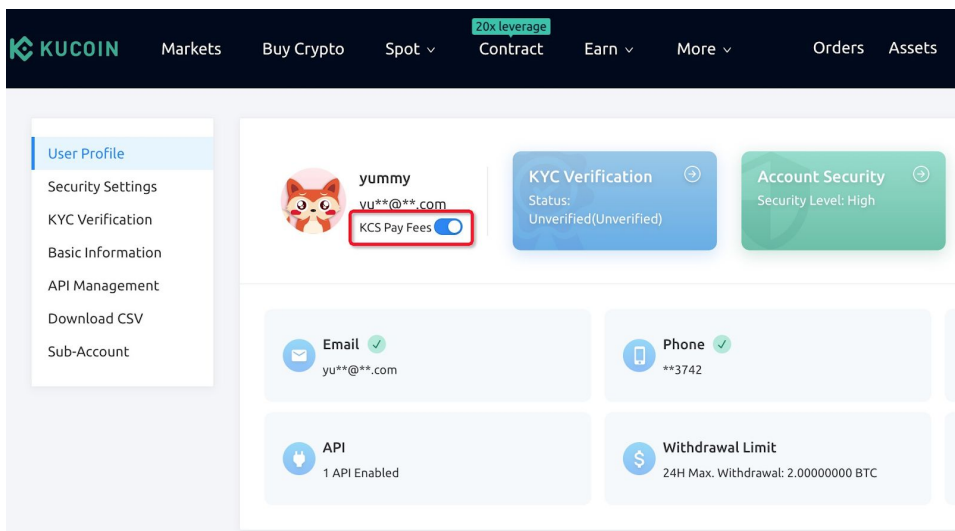 20x leverage
KUCOIN Markets Buy Crypto Spot Contract Earn More Orders Assets
User Profile
Security Settings
KYC Verification
Basic Information
API Management
Download CSV
Sub-Account
yummy
yu**@**.com
KCS Pay Fees
KYC Verification
Status:
Unverified(Unverified)
Account Security
Security Level: High
Email
yu**@**.com
Phone
**3742
API
1 API Enabled
Withdrawal Limit
24H Max. Withdrawal: 2.00000000 BTC